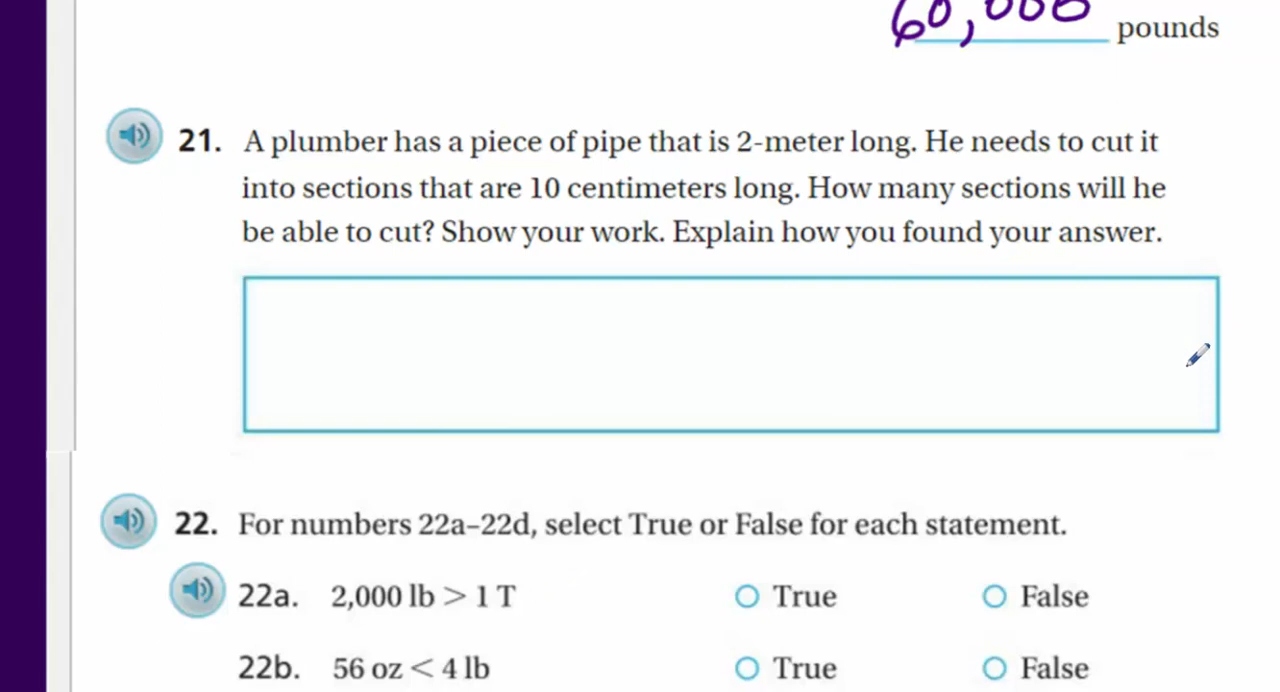 60,000 pounds
21. A plumber has a piece of pipe that is 2-meter long. He needs to cut it
into sections that are 10 centimeters long. How many sections will he
be able to cut? Show your work. Explain how you found your answer.
22. For numbers 22a–22d, select True or False for each statement.
22a. 2,000 lb > 1 T True False
22b. 56 oz < 4 lb True False